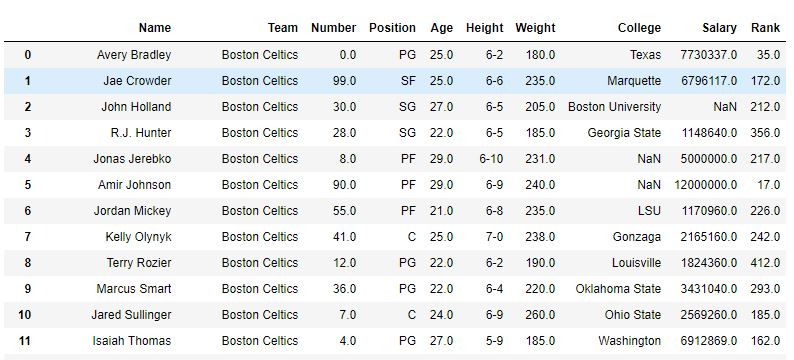 Name Team Number Position Age Height Weight College Salary Rank
0 Avery Bradley Boston Celtics 0.0 PG 25.0 6-2 180.0 Texas 7730337.0 35.0
1 Jae Crowder Boston Celtics 99.0 SF 25.0 6-6 235.0 Marquette 6796117.0 172.0
2 John Holland Boston Celtics 30.0 SG 27.0 6-5 205.0 Boston University NaN 212.0
3 R.J. Hunter Boston Celtics 28.0 SG 22.0 6-5 185.0 Georgia State 1148640.0 356.0
4 Jonas Jerebko Boston Celtics 8.0 PF 29.0 6-10 231.0 NaN 5000000.0 217.0
5 Amir Johnson Boston Celtics 90.0 PF 29.0 6-9 240.0 NaN 12000000.0 17.0
6 Jordan Mickey Boston Celtics 55.0 PF 21.0 6-8 235.0 LSU 1170960.0 226.0
7 Kelly Olynyk Boston Celtics 41.0 C 25.0 7-0 238.0 Gonzaga 2165160.0 242.0
8 Terry Rozier Boston Celtics 12.0 PG 22.0 6-2 190.0 Louisville 1824360.0 412.0
9 Marcus Smart Boston Celtics 36.0 PG 22.0 6-4 220.0 Oklahoma State 3431040.0 293.0
10 Jared Sullinger Boston Celtics 7.0 C 24.0 6-9 260.0 Ohio State 2569260.0 185.0
11 Isaiah Thomas Boston Celtics 4.0 PG 27.0 5-9 185.0 Washington 6912869.0 162.0